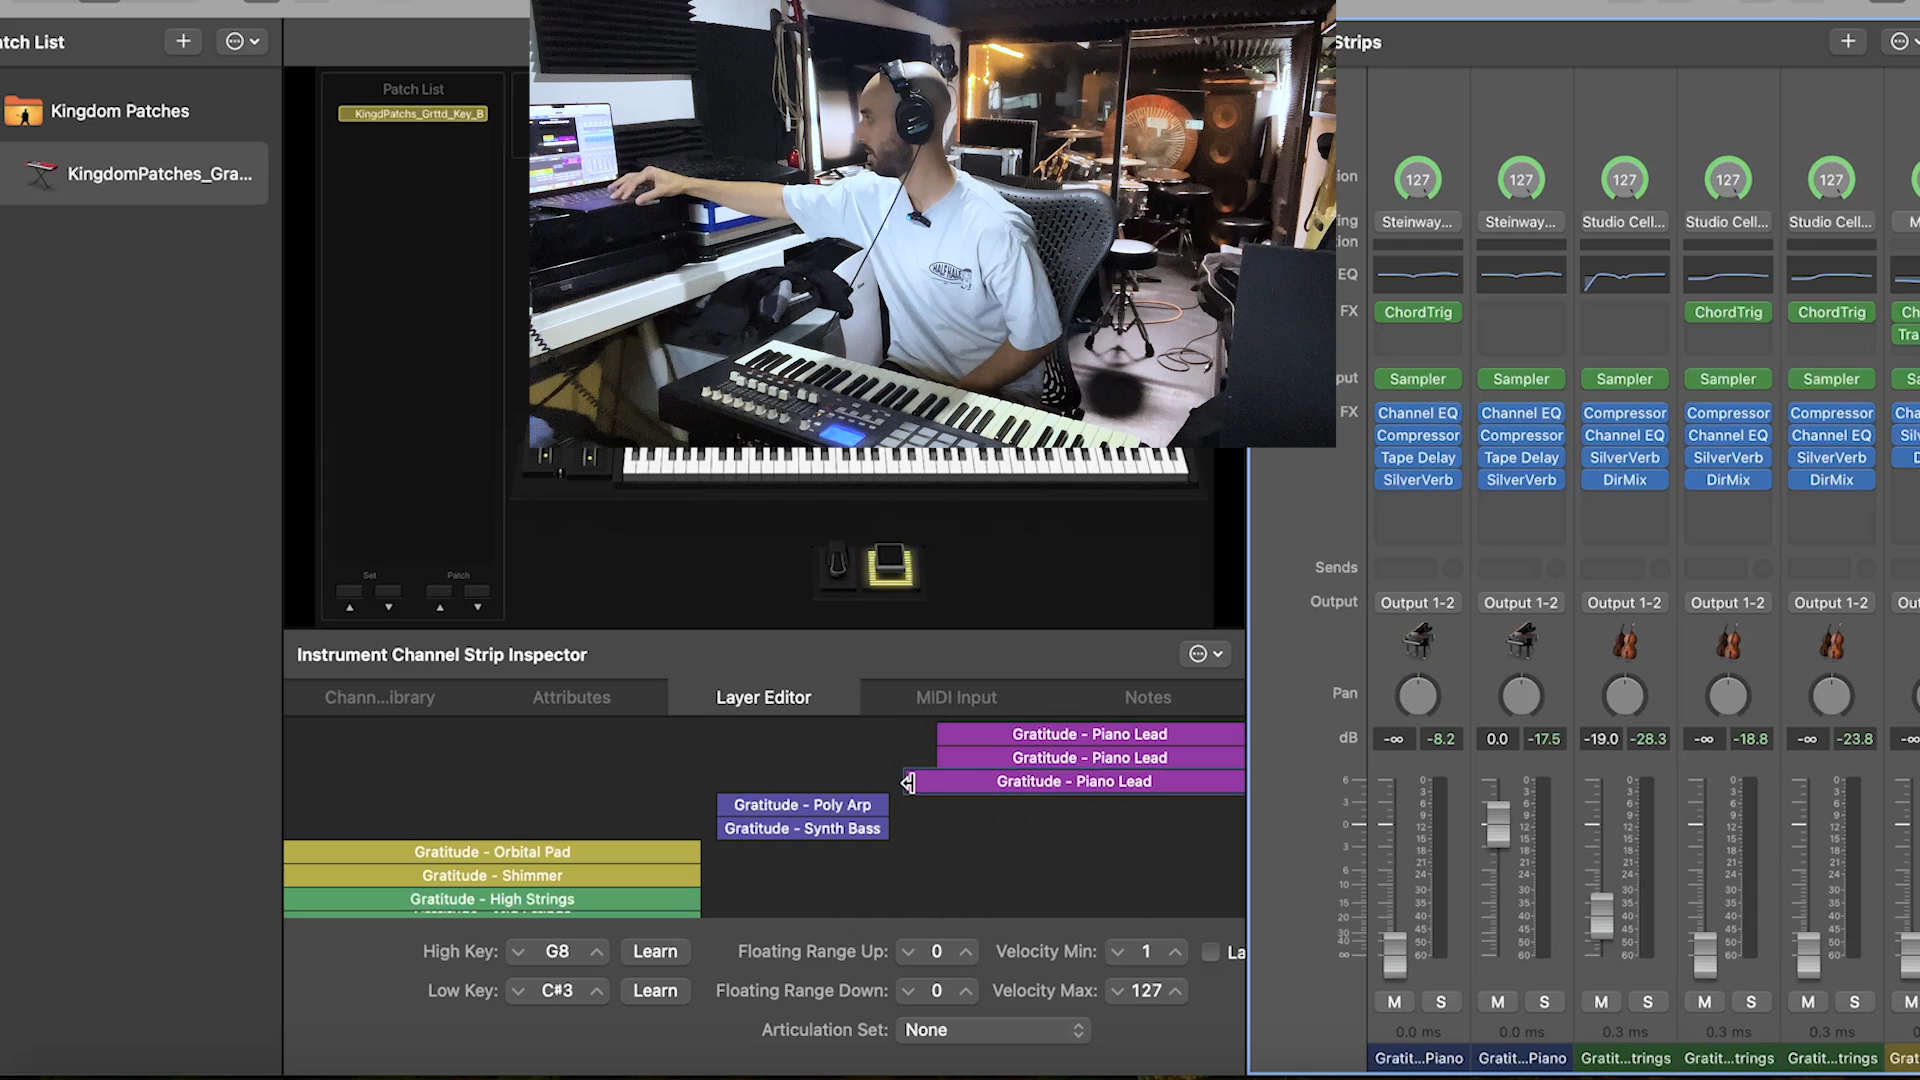 tch List
Kingdom Patches
KingdomPatches_Gra...
Patch List
KingdPatchs_Grttd_Key_B
Set
Patch
HALFHALF
Strips
127
127
127
127
127
Steinway...
Steinway...
Studio Cell...
Studio Cell...
Studio Cell...
EQ
FX
ChordTrig
ChordTrig
ChordTrig
Tra
put
Sampler
Sampler
Sampler
Sampler
Sampler
FX
Channel EQ
Channel EQ
Compressor
Compressor
Compressor
Compressor
Compressor
Channel EQ
Channel EQ
Channel EQ
Tape Delay
Tape Delay
SilverVerb
SilverVerb
SilverVerb
SilverVerb
SilverVerb
DirMix
DirMix
DirMix
Sends
Output
Output 1-2
Output 1-2
Output 1-2
Output 1-2
Output 1-2
Pan
dB
-∞ -8.2
0.0 -17.5
-19.0 -28.3
-∞ -18.8
-∞ -23.8
M S
M S
M S
M S
M S
0.0 ms
0.0 ms
0.3 ms
0.3 ms
0.3 ms
Gratit...Piano
Gratit...Piano
Gratit...trings
Gratit...trings
Gratit...trings
Instrument Channel Strip Inspector
Chann...ibrary
Attributes
Layer Editor
MIDI Input
Notes
Gratitude - Piano Lead
Gratitude - Piano Lead
Gratitude - Piano Lead
Gratitude - Poly Arp
Gratitude - Synth Bass
Gratitude - Orbital Pad
Gratitude - Shimmer
Gratitude - High Strings
High Key: G8 Learn
Floating Range Up: 0
Velocity Min: 1
La
Low Key: C#3 Learn
Floating Range Down: 0
Velocity Max: 127
Articulation Set: None